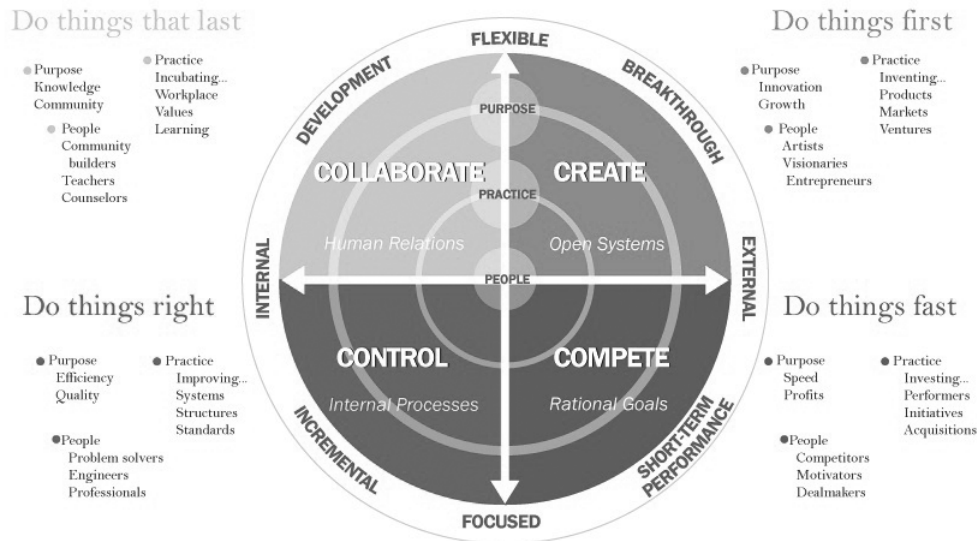 Do things that last
Purpose
Knowledge
Community
Practice
Incubating...
Workplace
Values
Learning
People
Community
builders
Teachers
Counselors
Do things first
Purpose
Innovation
Growth
Practice
Inventing...
Products
Markets
Ventures
People
Artists
Visionaries
Entrepreneurs
FLEXIBLE
DEVELOPMENT
BREAKTHROUGH
PURPOSE
COLLABORATE
CREATE
PRACTICE
Human Relations
Open Systems
INTERNAL
PEOPLE
EXTERNAL
CONTROL
COMPETE
Internal Processes
Rational Goals
INCREMENTAL
SHORT-TERM
PERFORMANCE
FOCUSED
Do things right
Purpose
Efficiency
Quality
Practice
Improving...
Systems
Structures
Standards
People
Problem solvers
Engineers
Professionals
Do things fast
Purpose
Speed
Profits
Practice
Investing...
Performers
Initiatives
Acquisitions
People
Competitors
Motivators
Dealmakers